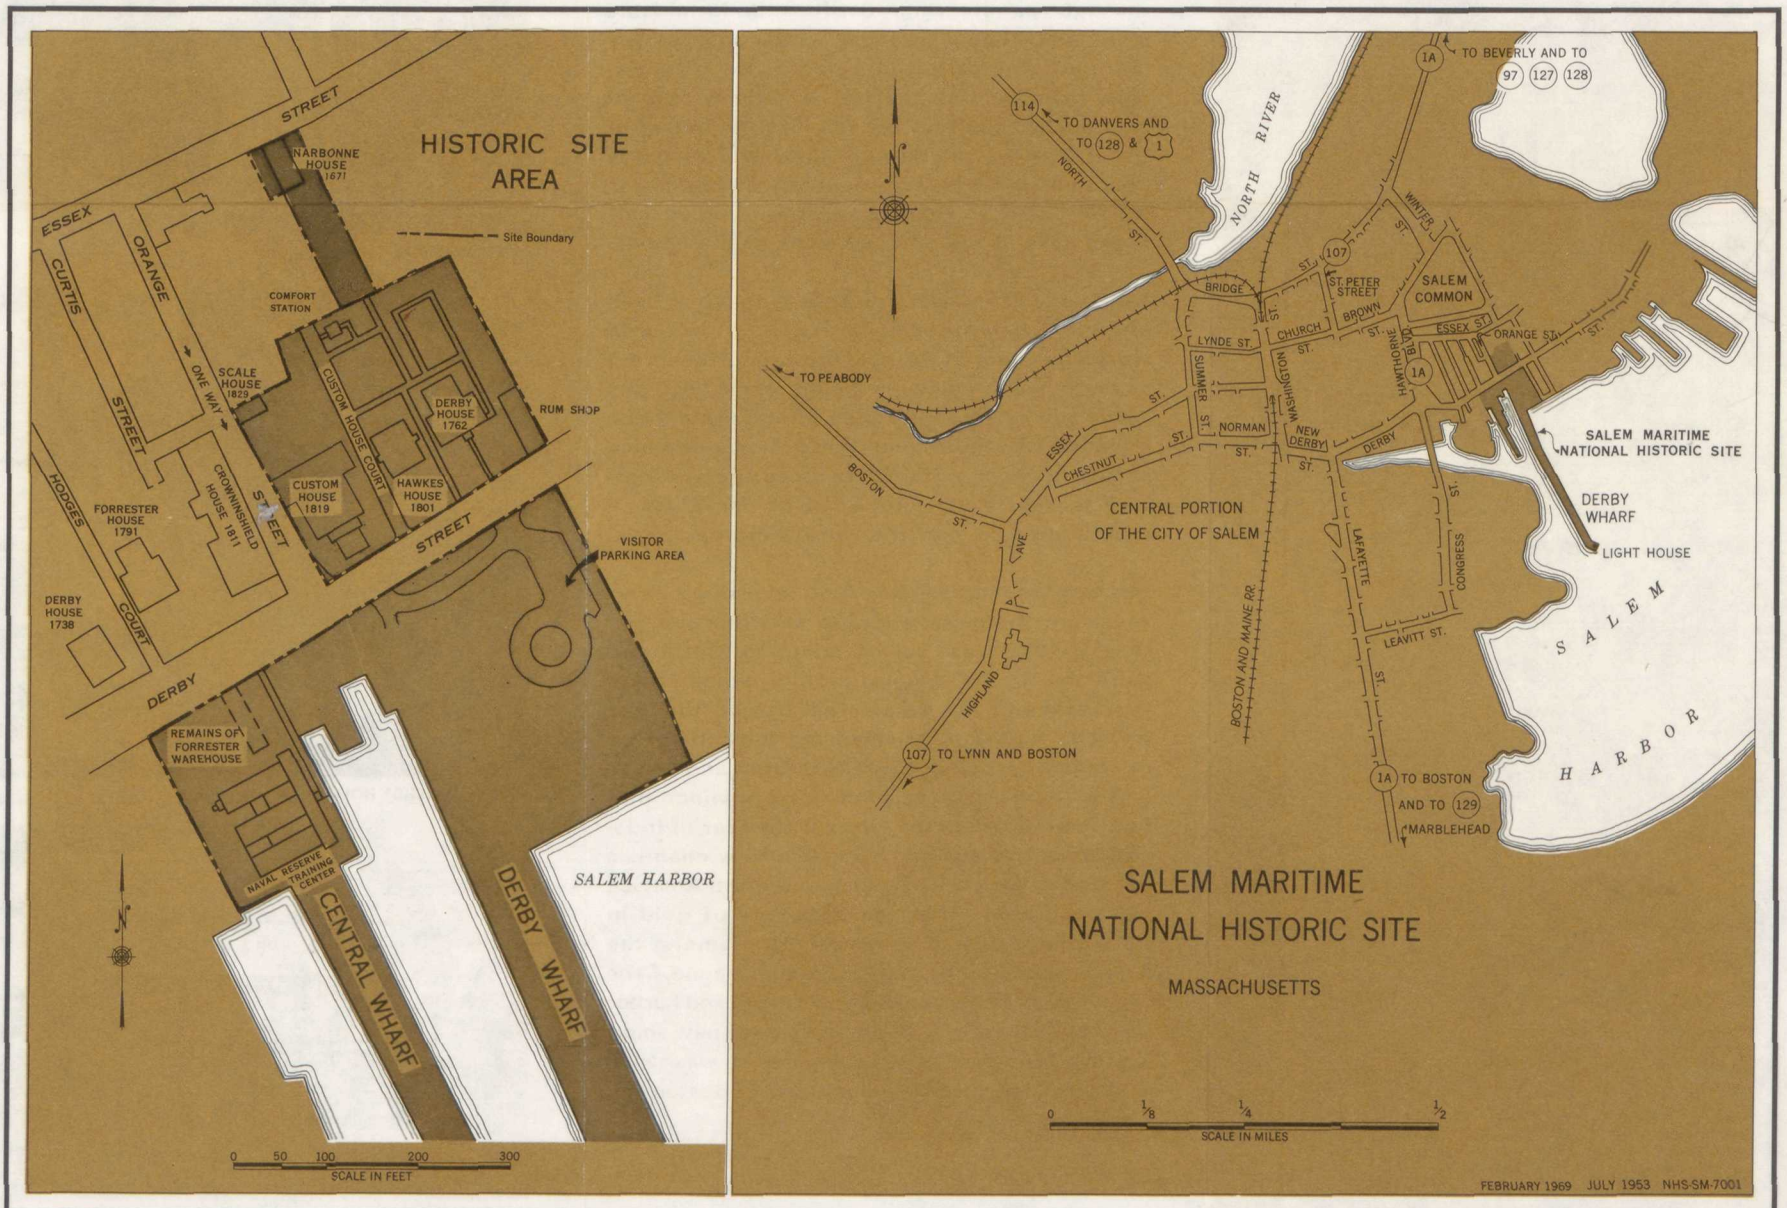 HISTORIC SITE
AREA
Site Boundary
STREET
ESSEX
NARBONNE
HOUSE
1671
ORANGE
ONE WAY
STREET
CURTIS
STREET
COMFORT
STATION
SCALE
HOUSE
1829
CUSTOM HOUSE COURT
DERBY
HOUSE
1762
RUM SHOP
CUSTOM
HOUSE
1819
HAWKES
HOUSE
1801
CROWNINSHIELD
HOUSE 1811
HODGES
COURT
FORRESTER
HOUSE
1791
DERBY
HOUSE
1738
STREET
DERBY
VISITOR
PARKING AREA
REMAINS OF
FORRESTER
WAREHOUSE
NAVAL RESERVE
TRAINING
CENTER
CENTRAL WHARF
DERBY WHARF
SALEM HARBOR
N
0 50 100 200 300
SCALE IN FEET
N
114
TO DANVERS AND
TO 128 & 1
NORTH
ST.
NORTH RIVER
1A
TO BEVERLY AND TO
97 127 128
WINTER
ST.
107
ST.
BRIDGE
ST. PETER
STREET
SALEM
COMMON
BROWN
ST.
CHURCH
ST.
ST.
LYNDE ST.
ESSEX ST.
ORANGE ST.
ST.
HAWTHORNE
BLVD
1A
WASHINGTON
SUMMER
ST.
TO PEABODY
ST.
ESSEX
ST.
CHESTNUT
NORMAN
ST.
NEW
DERBY
ST.
DERBY
BOSTON
ST.
SALEM MARITIME
NATIONAL HISTORIC SITE
DERBY
WHARF
LIGHT HOUSE
CENTRAL PORTION
OF THE CITY OF SALEM
AVE
HIGHLAND
LAFAYETTE
ST.
ST.
CONGRESS
LEAVITT ST.
BOSTON AND MAINE RR.
SALEM
HARBOR
107
TO LYNN AND BOSTON
1A
TO BOSTON
AND TO 129
MARBLEHEAD
SALEM MARITIME
NATIONAL HISTORIC SITE
MASSACHUSETTS
0 1/8 1/4 1/2
SCALE IN MILES
FEBRUARY 1969 JULY 1953 NHS-SM-7001